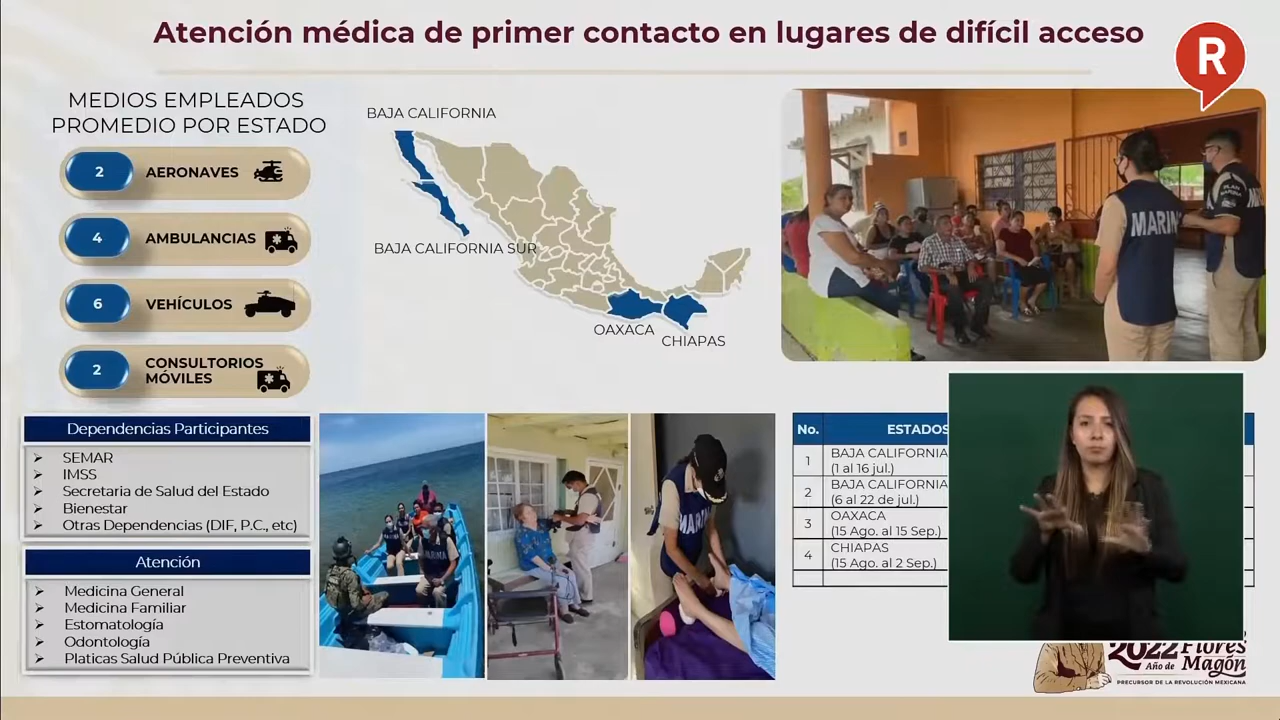 Atención médica de primer contacto en lugares de difícil acceso
R
MEDIOS EMPLEADOS
PROMEDIO POR ESTADO
2 AERONAVES
4 AMBULANCIAS
6 VEHÍCULOS
2 CONSULTORIOS
MÓVILES
BAJA CALIFORNIA
BAJA CALIFORNIA SUR
OAXACA
CHIAPAS
MARINA
PLAN
MARINA
Dependencias Participantes
SEMAR
IMSS
Secretaria de Salud del Estado
Bienestar
Otras Dependencias (DIF, P.C., etc)
Atención
Medicina General
Medicina Familiar
Estomatología
Odontología
Platicas Salud Pública Preventiva
MARINA
MARINA
No. ESTADOS
1 BAJA CALIFORNIA
(1 al 16 jul.)
2 BAJA CALIFORNIA
(6 al 22 de jul.)
3 OAXACA
(15 Ago. al 15 Sep.)
4 CHIAPAS
(15 Ago. al 2 Sep.)
2022 Flores
Año de Magón
PRECURSOR DE LA REVOLUCIÓN MEXICANA